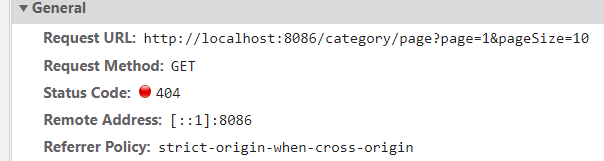 General
Request URL: http://localhost:8086/category/page?page=1&pageSize=10
Request Method: GET
Status Code: 404
Remote Address: [::1]:8086
Referrer Policy: strict-origin-when-cross-origin